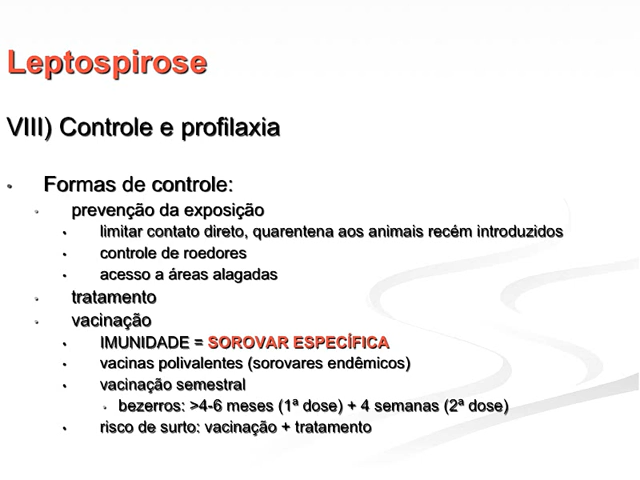 Leptospirose
VIII) Controle e profilaxia
• Formas de controle:
• prevenção da exposição
• limitar contato direto, quarentena aos animais recém introduzidos
• controle de roedores
• acesso a áreas alagadas
• tratamento
• vacinação
• IMUNIDADE = SOROVAR ESPECÍFICA
• vacinas polivalentes (sorovares endêmicos)
• vacinação semestral
• bezerros: >4-6 meses (1ª dose) + 4 semanas (2ª dose)
• risco de surto: vacinação + tratamento